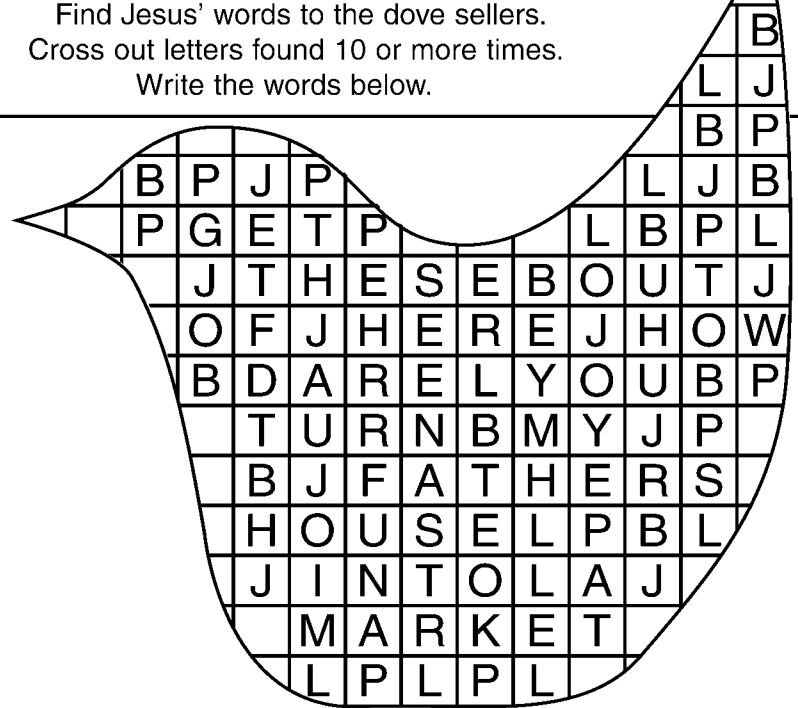 Find Jesus' words to the dove sellers.
Cross out letters found 10 or more times.
Write the words below.
B
L J
B P
B P J P L J B
P G E T P L B P L
J T H E S E B O U T J
O F J H E R E J H O W
B D A R E L Y O U B P
T U R N B M Y J P
B J F A T H E R S
H O U S E L P B L
J I N T O L A J
M A R K E T
L P L P L